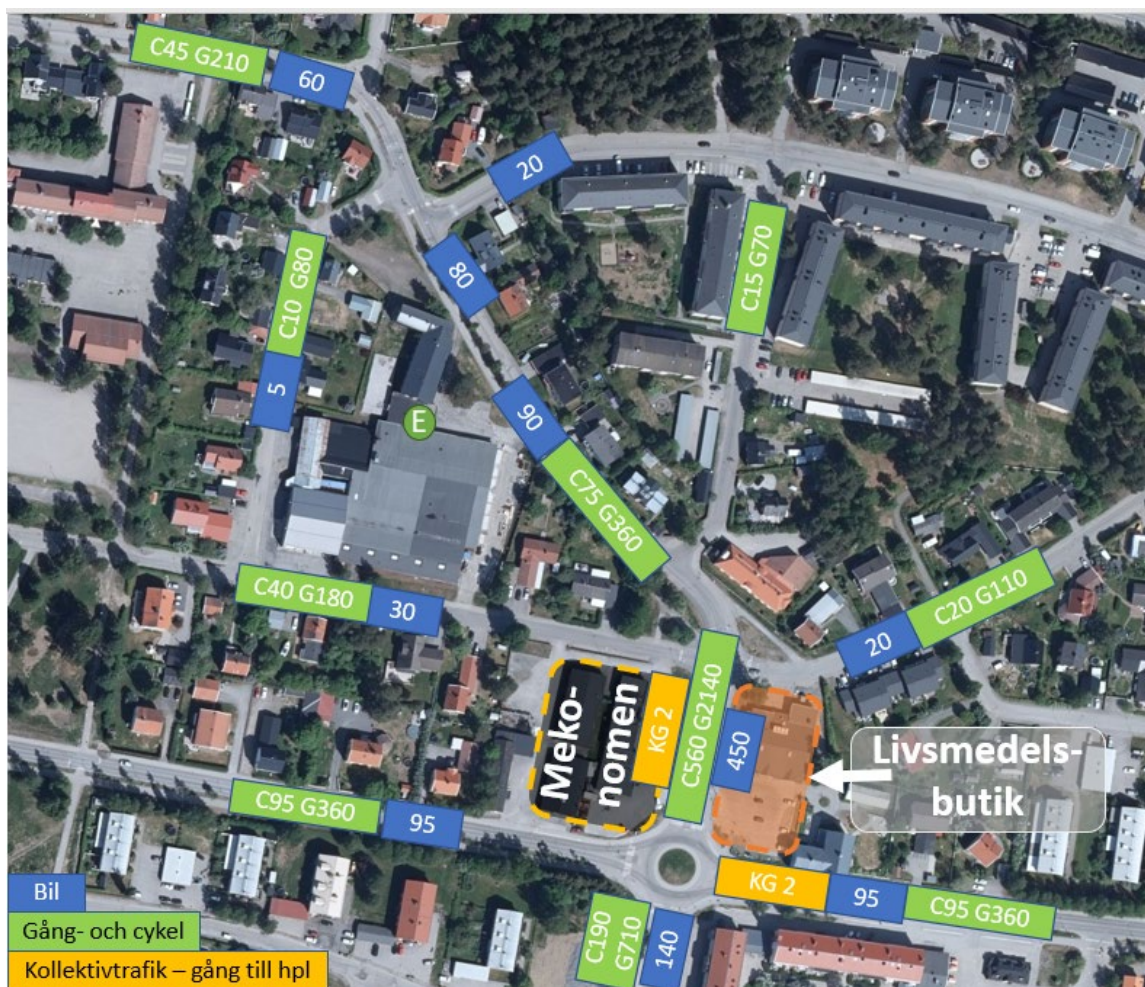 C45 G210
60
20
C10 G80
80
C15 G70
5
90
E
C75 G360
C40 G180
30
C20 G110
20
Meko-
nomen
KG 2
C560 G2140
450
Livsmedels-
butik
C95 G360
95
KG 2
95
C95 G360
C190
G710
140
Bil
Gång- och cykel
Kollektivtrafik – gång till hpl